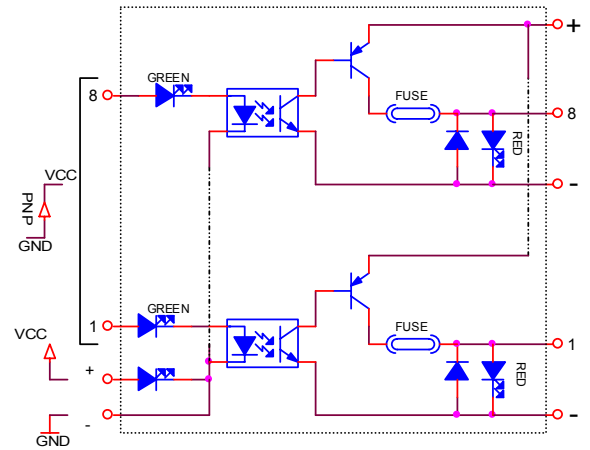 +
GREEN
8
FUSE
8
RED
VCC
PNP
-
GND
GREEN
1
FUSE
1
VCC
+
RED
-
-
GND